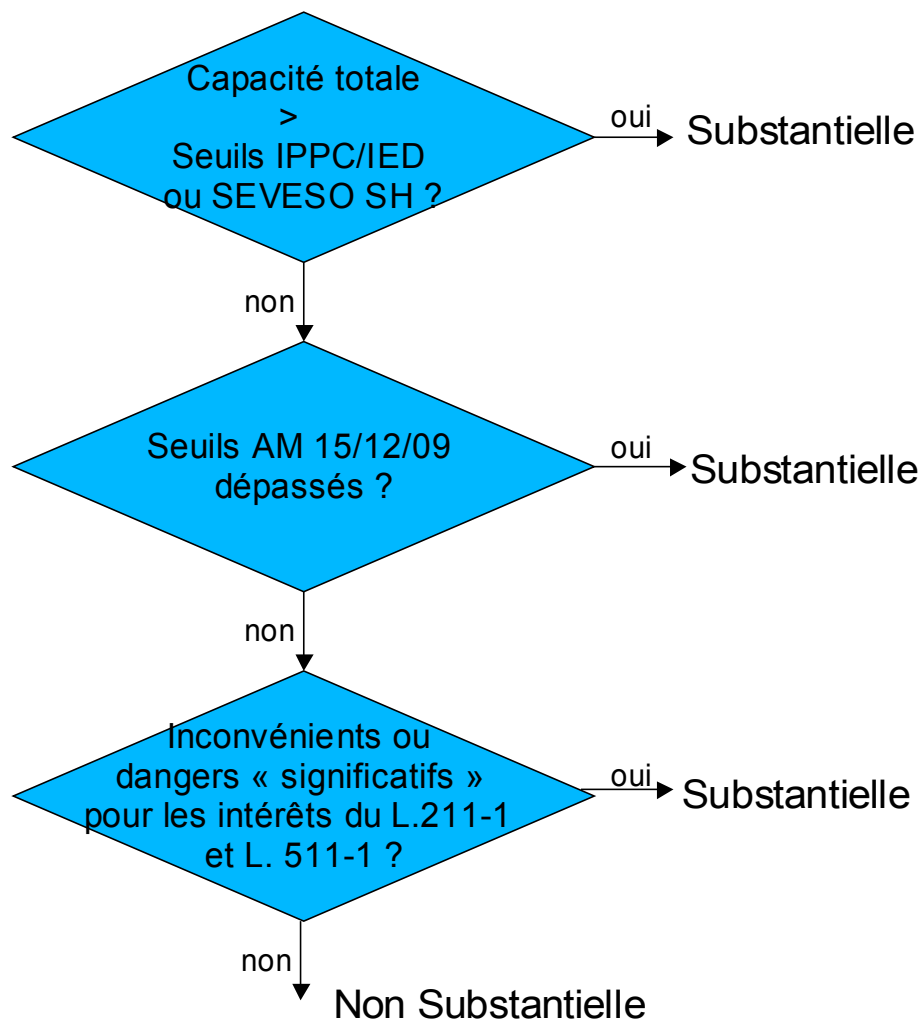 Capacité totale
>
Seuils IPPC/IED
ou SEVESO SH ?
oui
Substantielle
non
Seuils AM 15/12/09
dépassés ?
oui
Substantielle
non
Inconvénients ou
dangers « significatifs »
pour les intérêts du L.211-1
et L. 511-1 ?
oui
Substantielle
non
Non Substantielle